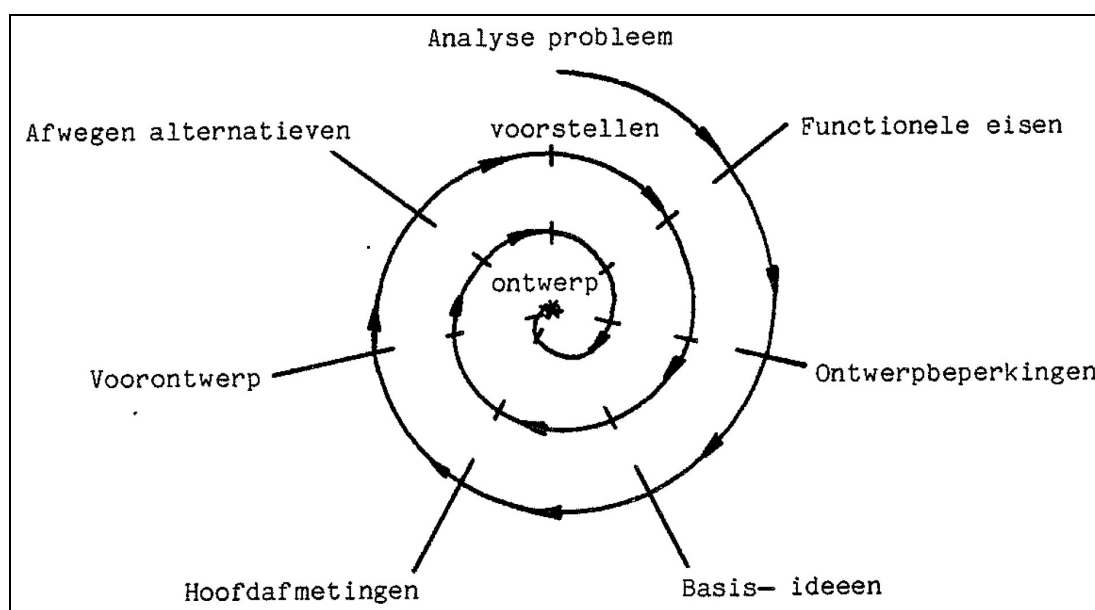 Analyse probleem
Afwegen alternatieven
voorstellen
Functionele eisen
ontwerp
Voorontwerp
Ontwerpbeperkingen
Hoofdafmetingen
Basis- ideeen